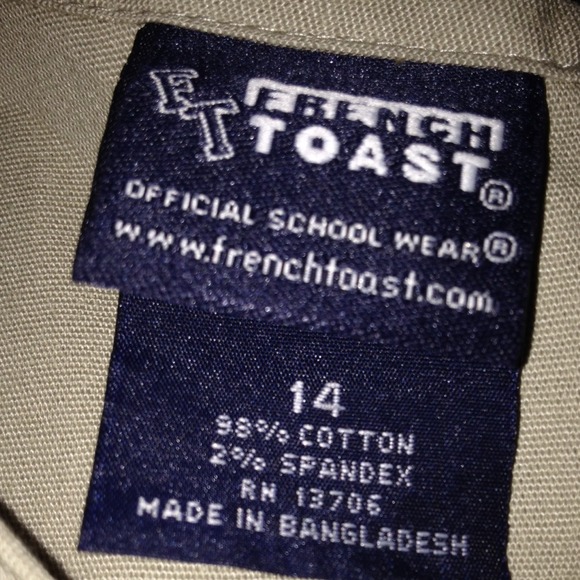 FT FRENCH
TOAST®
OFFICIAL SCHOOL WEAR®
www.frenchtoast.com
14
98% COTTON
2% SPANDEX
RN 13706
MADE IN BANGLADESH